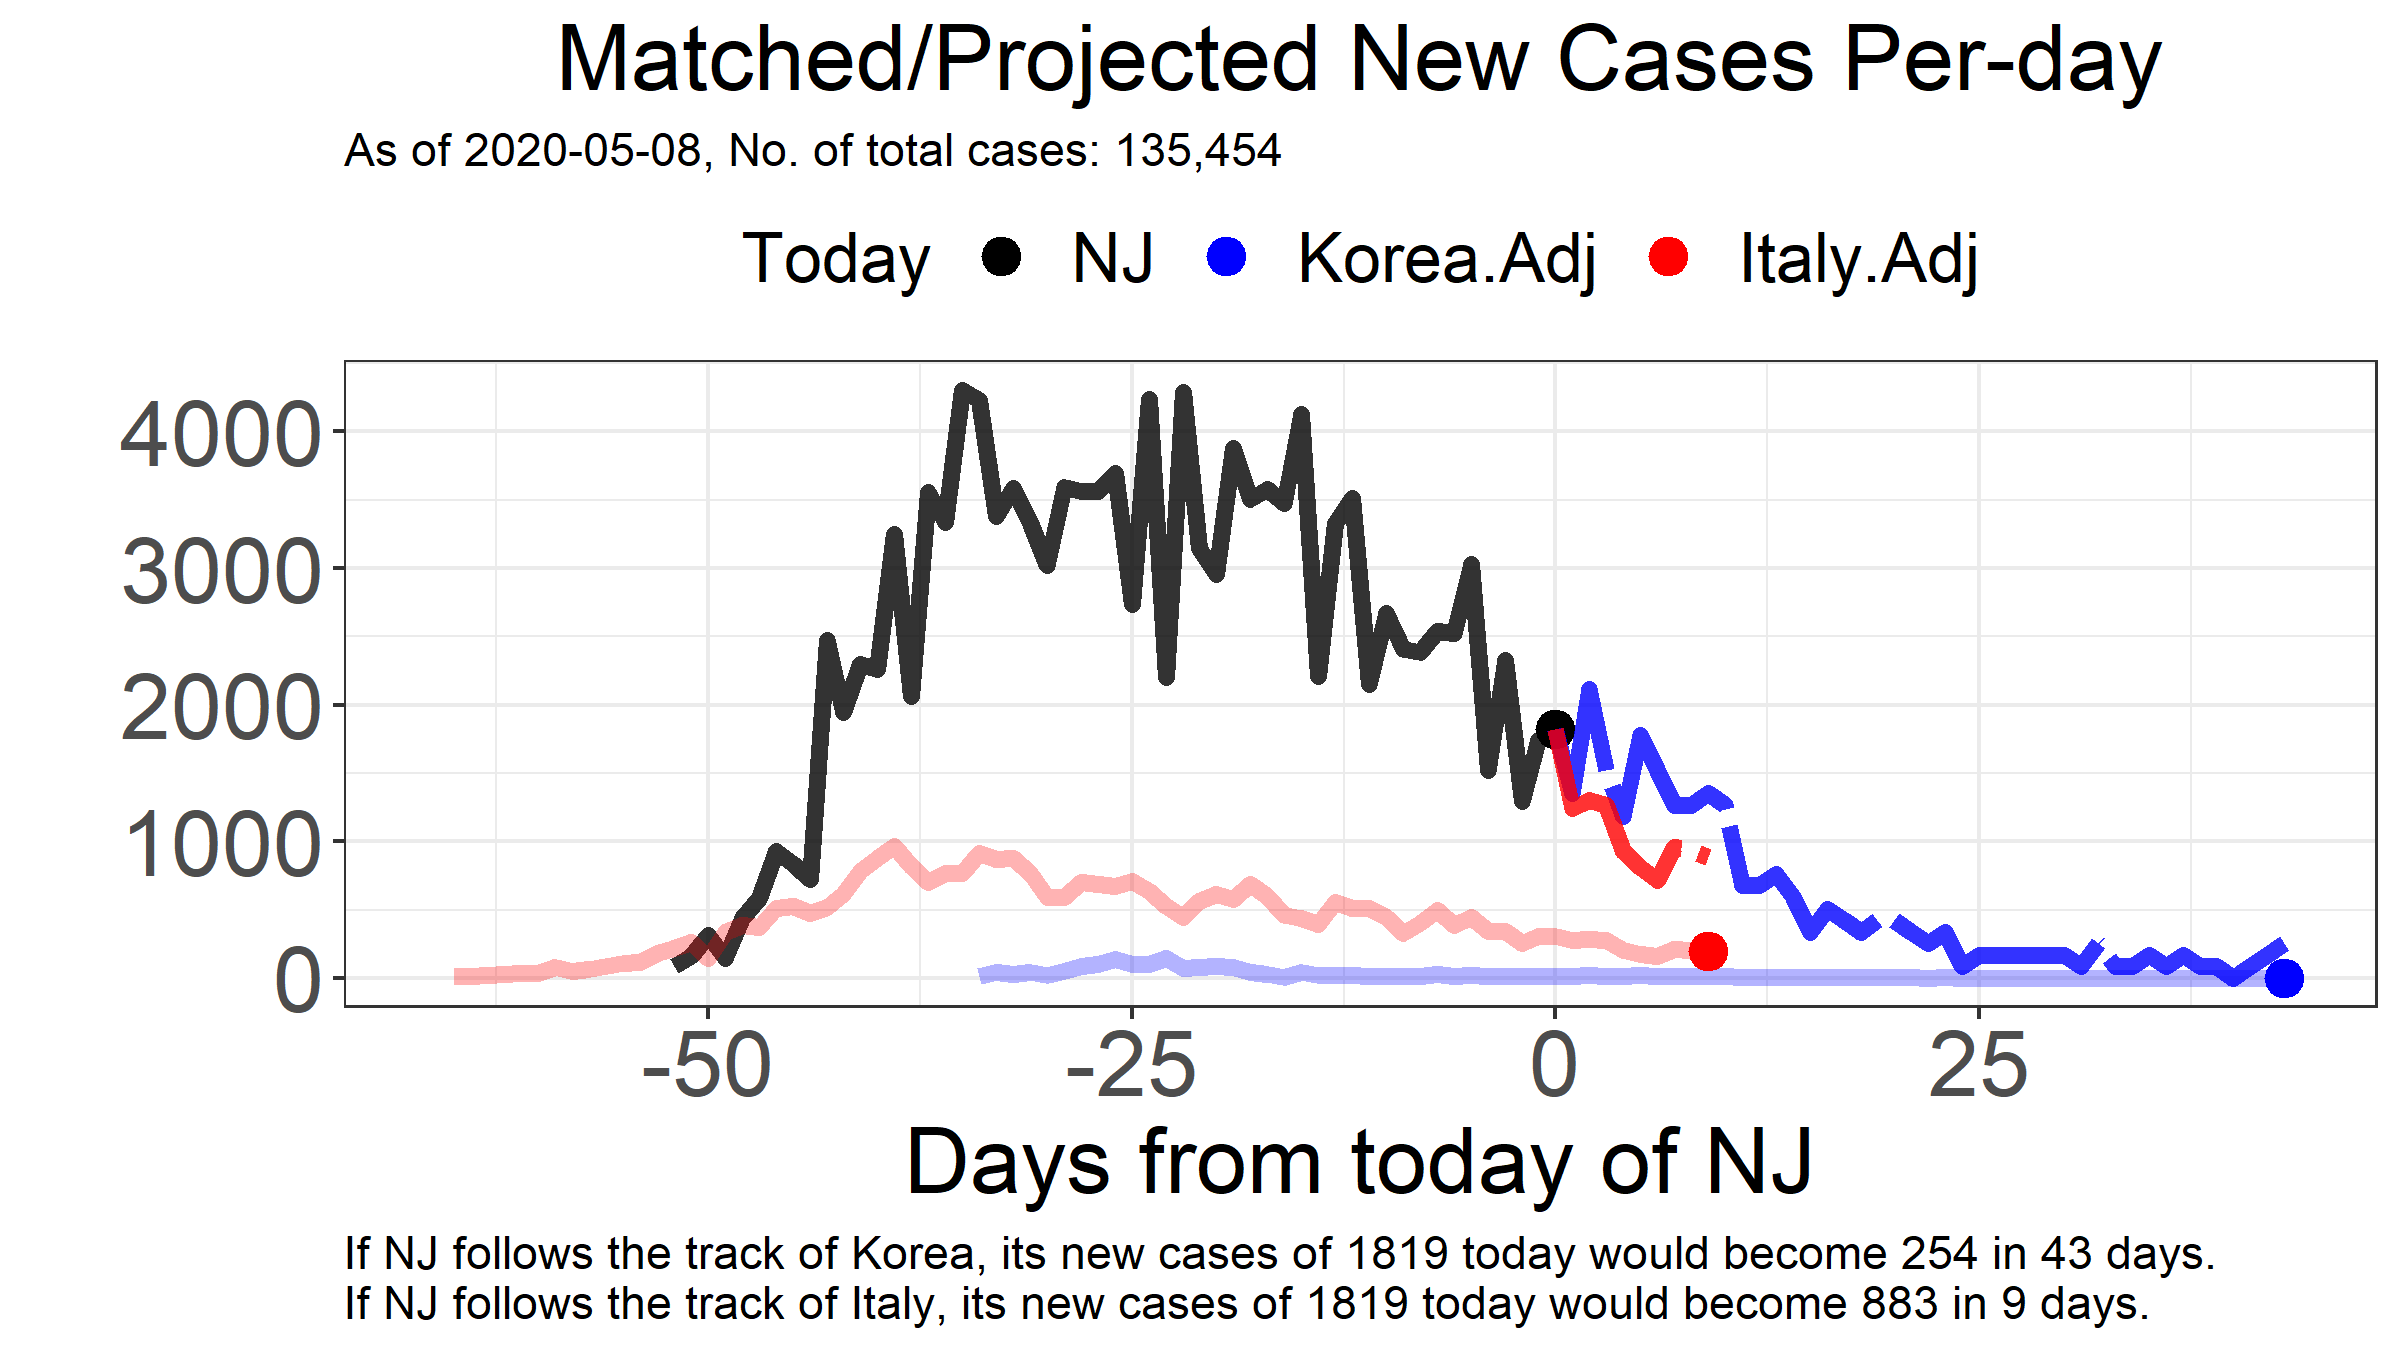 Matched/Projected New Cases Per-day
As of 2020-05-08, No. of total cases: 135,454
Today NJ Korea.Adj Italy.Adj
4000
3000
2000
1000
0
-50 -25 0 25
Days from today of NJ
If NJ follows the track of Korea, its new cases of 1819 today would become 254 in 43 days.
If NJ follows the track of Italy, its new cases of 1819 today would become 883 in 9 days.